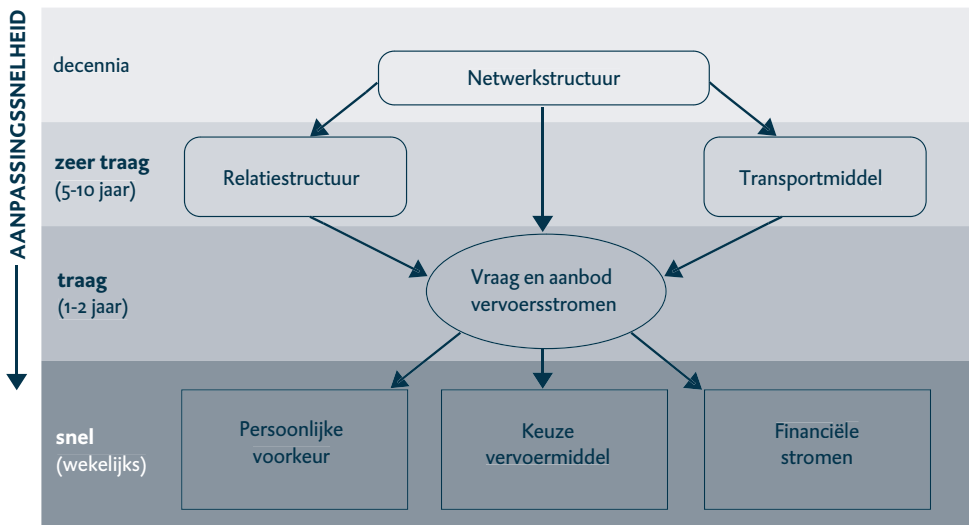 AANPASSINGSSNELHEID
decennia
Netwerkstructuur
zeer traag
(5-10 jaar)
Relatiestructuur
Transportmiddel
traag
(1-2 jaar)
Vraag en aanbod
vervoersstromen
snel
(wekelijks)
Persoonlijke
voorkeur
Keuze
vervoermiddel
Financiële
stromen